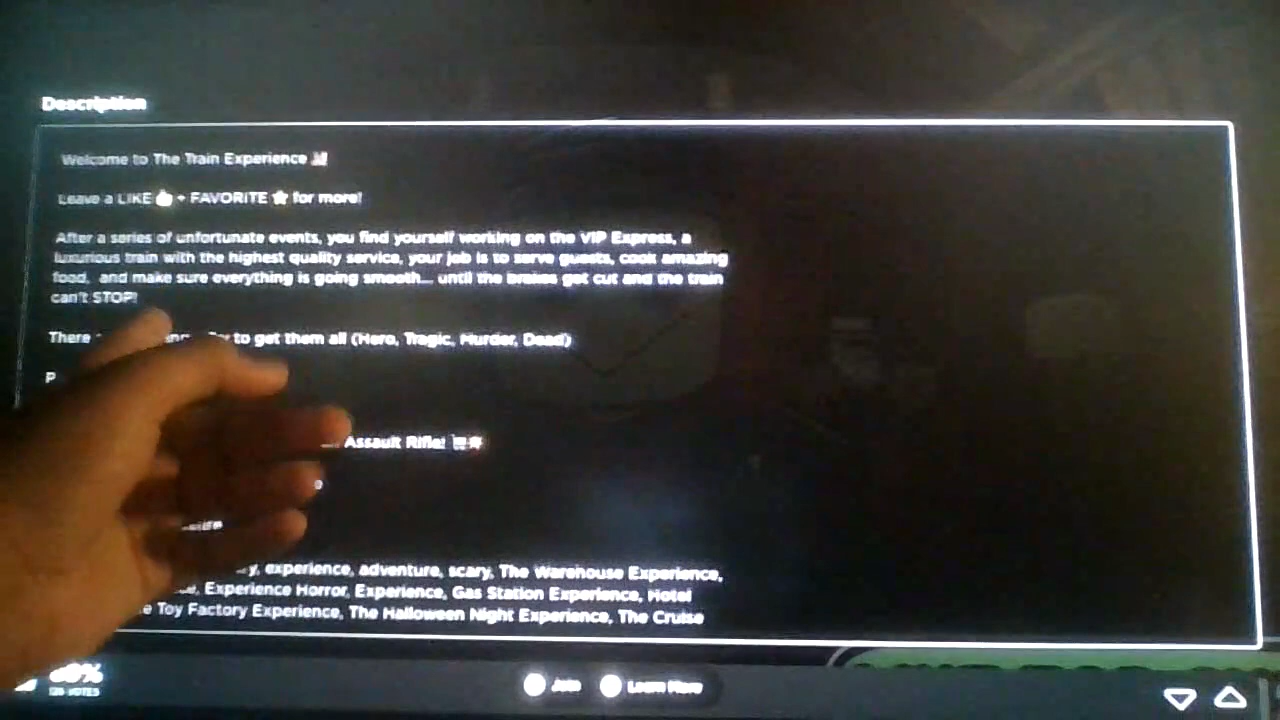 Description
Welcome to The Train Experience
Leave a LIKE 👍 + FAVORITE ⭐ for more!
After a series of unfortunate events, you find yourself working on the VIP Express, a
luxurious train with the highest quality service, your job is to serve guests, cook amazing
food, and make sure everything is going smooth... until the brakes get cut and the train
can't STOP!
There to get them all (Hero, Tragic, Murder, Dead)
Assault Rifle!
experience, adventure, scary, The Warehouse Experience,
Experience Horror, Experience, Gas Station Experience, Hotel
Toy Factory Experience, The Halloween Night Experience, The Cruise
VOTES
Join Learn More